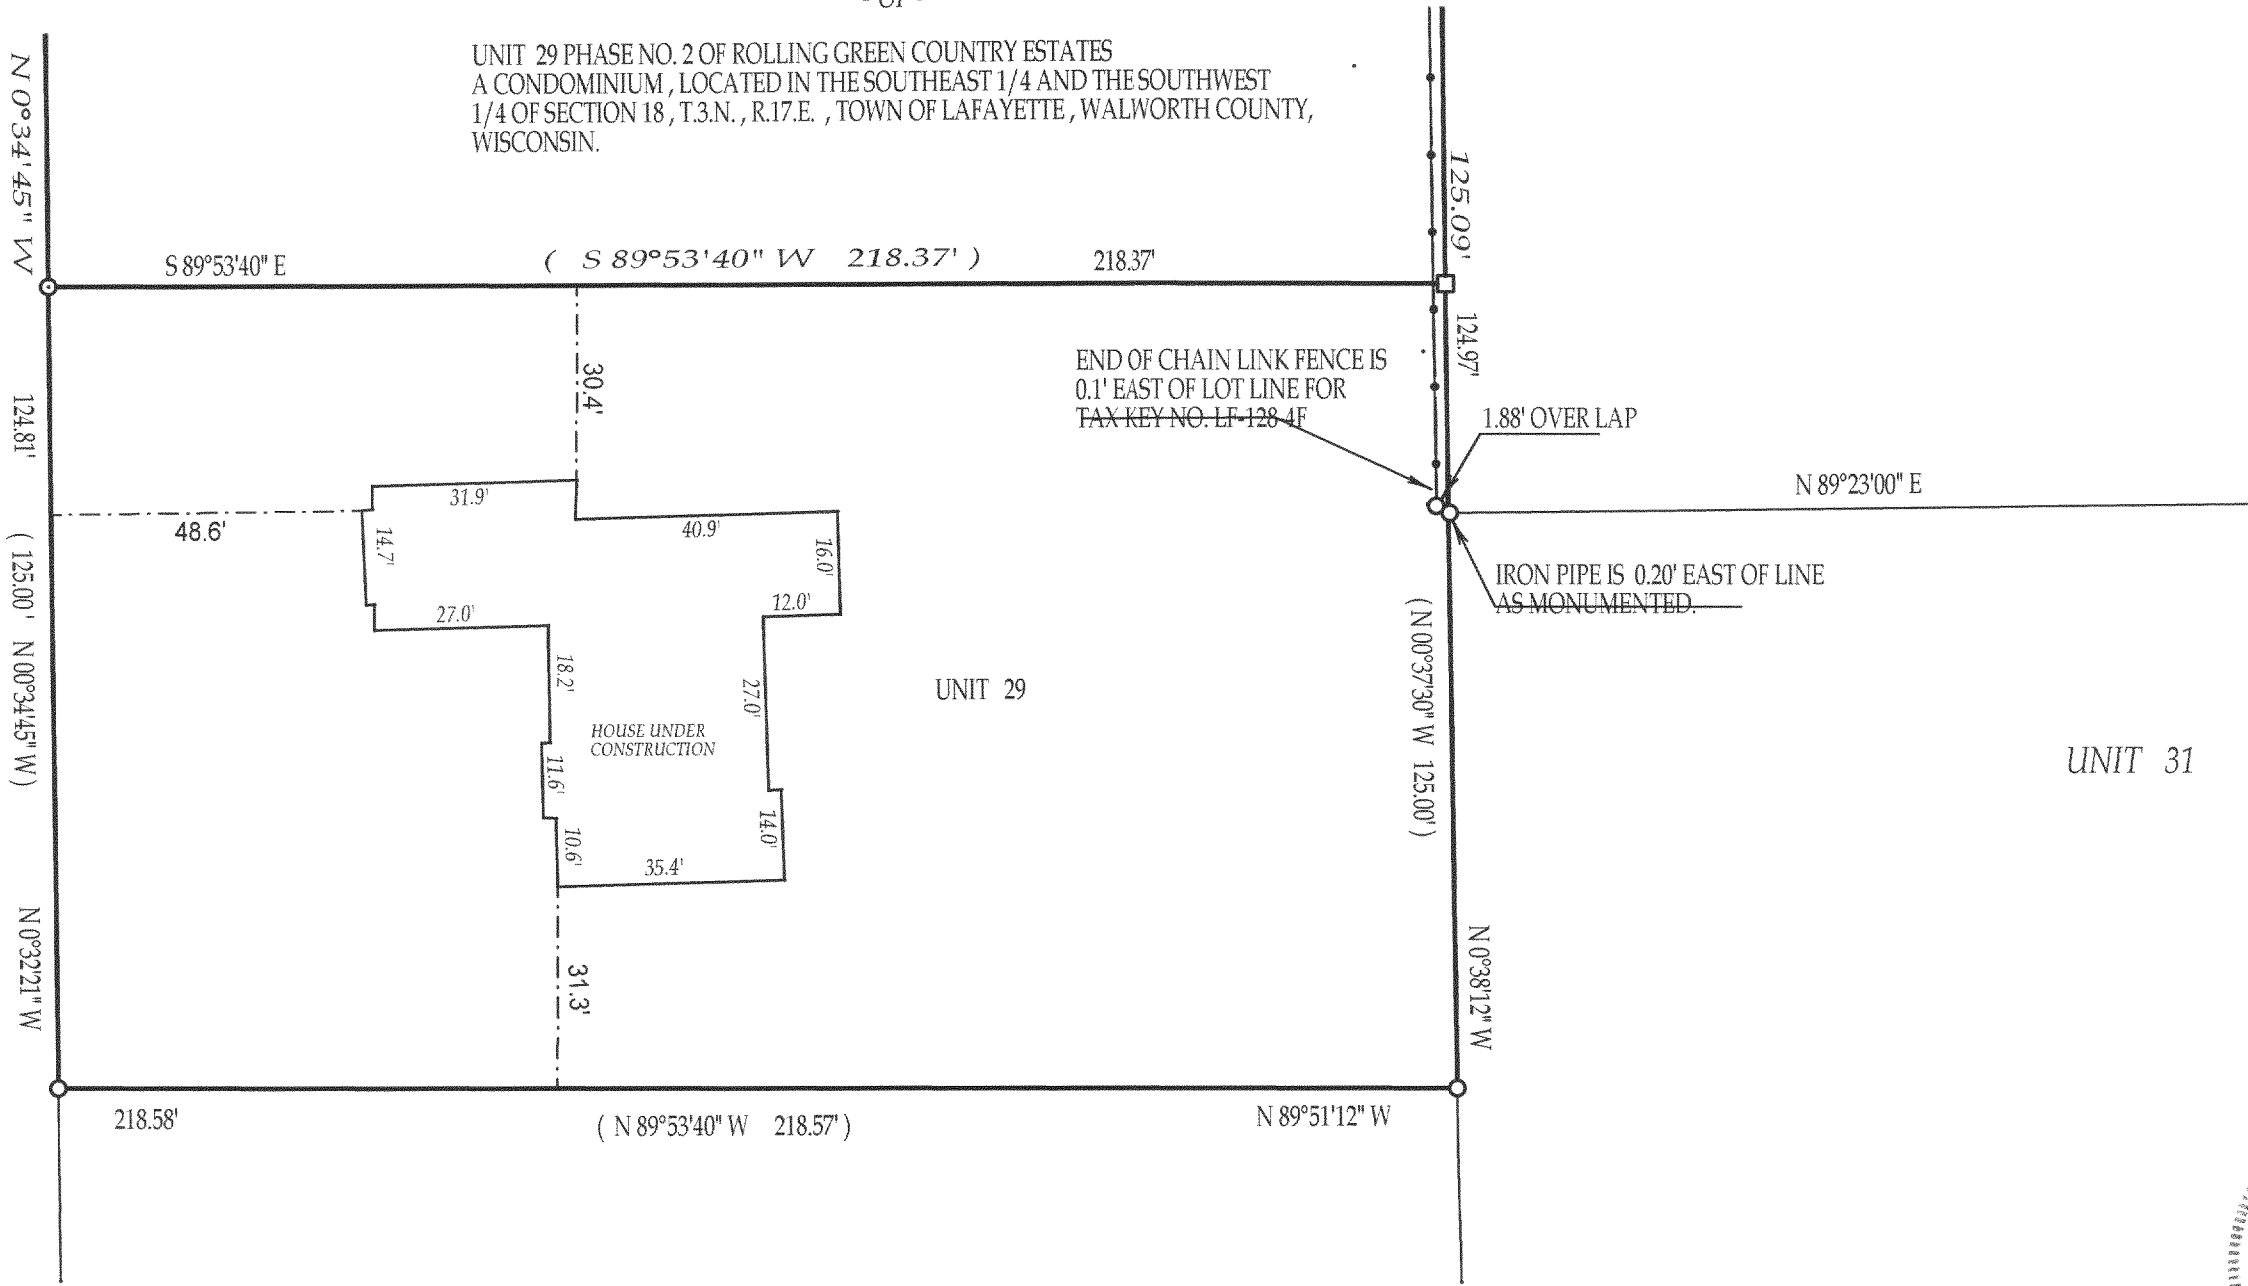 UNIT 29 PHASE NO. 2 OF ROLLING GREEN COUNTRY ESTATES
A CONDOMINIUM , LOCATED IN THE SOUTHEAST 1/4 AND THE SOUTHWEST
1/4 OF SECTION 18 , T.3.N. , R.17.E. , TOWN OF LAFAYETTE , WALWORTH COUNTY,
WISCONSIN.
N 0°34'45" W
125.09'
S 89°53'40" E
( S 89°53'40" W 218.37' )
218.37'
124.97'
30.4'
END OF CHAIN LINK FENCE IS
0.1' EAST OF LOT LINE FOR
TAX KEY NO. LF-128-4F
1.88' OVER LAP
N 89°23'00" E
124.81'
31.9'
48.6'
14.7'
40.9'
16.0'
12.0'
27.0'
IRON PIPE IS 0.20' EAST OF LINE
AS MONUMENTED.
( 125.00' N 00°34'45" W )
( N 00°37'30" W 125.00' )
18.2'
27.0'
UNIT 29
HOUSE UNDER
CONSTRUCTION
UNIT 31
11.6'
14.0'
10.6'
35.4'
N 0°32'21" W
31.3'
N 0°38'12" W
218.58'
( N 89°53'40" W 218.57' )
N 89°51'12" W